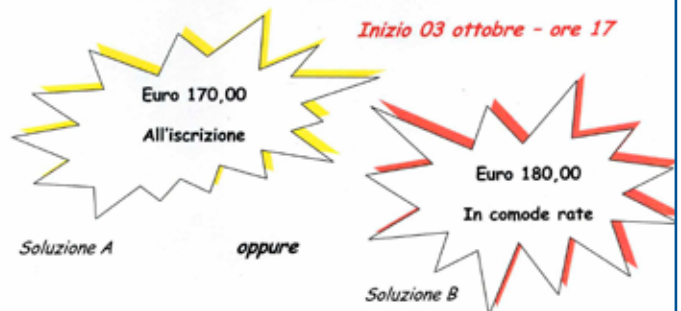 Inizio 03 ottobre – ore 17
Euro 170,00
All'iscrizione
Euro 180,00
In comode rate
Soluzione A
oppure
Soluzione B